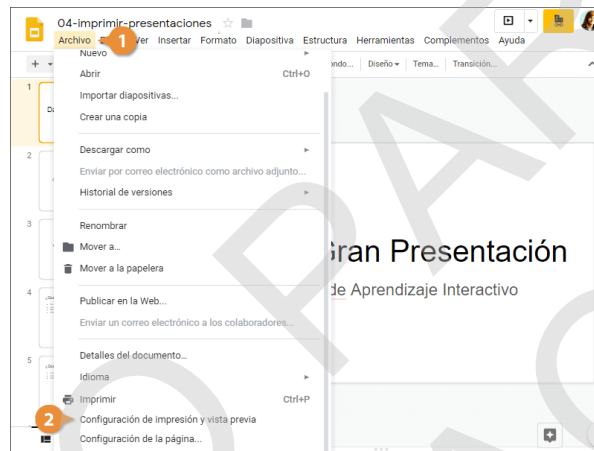 04-imprimir-presentaciones
Archivo Ver Insertar Formato Diapositiva Estructura Herramientas Complementos Ayuda
1
Nuevo
Diseño Tema... Transición...
Abrir Ctrl+O
Importar diapositivas...
Crear una copia
Descargar como
Enviar por correo electrónico como archivo adjunto...
Historial de versiones
Renombrar
Mover a...
Mover a la papelera
Publicar en la Web...
Enviar un correo electrónico a los colaboradores...
Detalles del documento...
Idioma
Imprimir Ctrl+P
2 Configuración de impresión y vista previa
Configuración de la página...
1
2
3
4
5
Gran Presentación
de Aprendizaje Interactivo